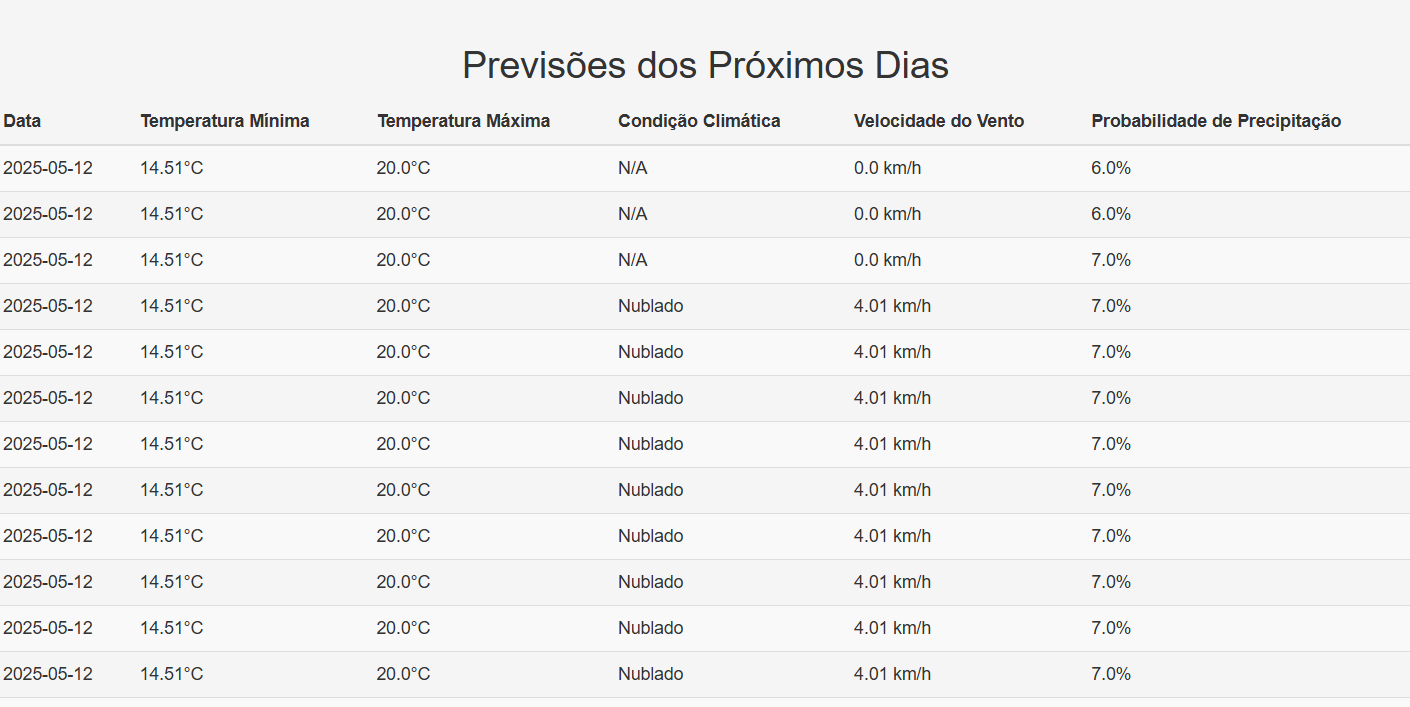 Previsões dos Próximos Dias
Data Temperatura Mínima Temperatura Máxima Condição Climática Velocidade do Vento Probabilidade de Precipitação
2025-05-12 14.51°C 20.0°C N/A 0.0 km/h 6.0%
2025-05-12 14.51°C 20.0°C N/A 0.0 km/h 6.0%
2025-05-12 14.51°C 20.0°C N/A 0.0 km/h 7.0%
2025-05-12 14.51°C 20.0°C Nublado 4.01 km/h 7.0%
2025-05-12 14.51°C 20.0°C Nublado 4.01 km/h 7.0%
2025-05-12 14.51°C 20.0°C Nublado 4.01 km/h 7.0%
2025-05-12 14.51°C 20.0°C Nublado 4.01 km/h 7.0%
2025-05-12 14.51°C 20.0°C Nublado 4.01 km/h 7.0%
2025-05-12 14.51°C 20.0°C Nublado 4.01 km/h 7.0%
2025-05-12 14.51°C 20.0°C Nublado 4.01 km/h 7.0%
2025-05-12 14.51°C 20.0°C Nublado 4.01 km/h 7.0%
2025-05-12 14.51°C 20.0°C Nublado 4.01 km/h 7.0%